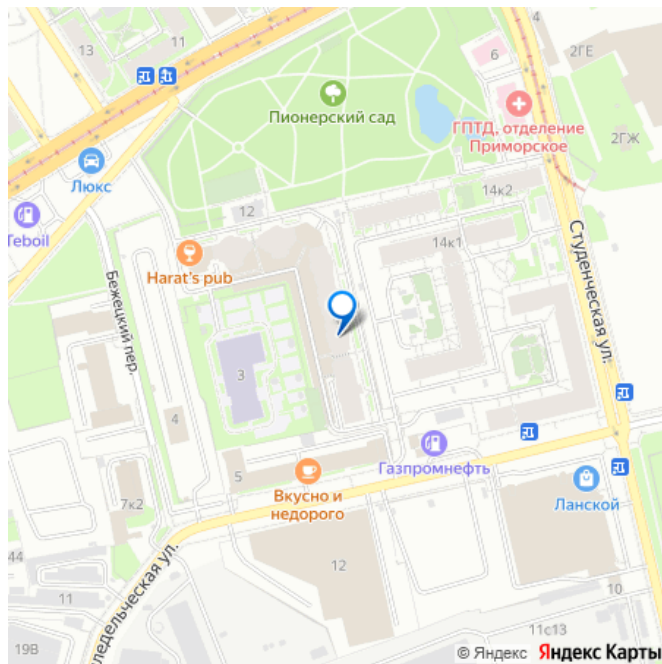 4
11
13
6
2ГЕ
Пионерский сад
ГПТД, отделение
Приморское
2ГЖ
Люкс
14к2
12
Teboil
14к1
Harat's pub
Студенческая ул.
Бежецкий пер.
3
4
5
Газпромнефть
Вкусно и
недорого
Ланской
7к2
44
12
ледельческая ул.
10
11
11с13
19В
© Яндекс Яндекс Карты